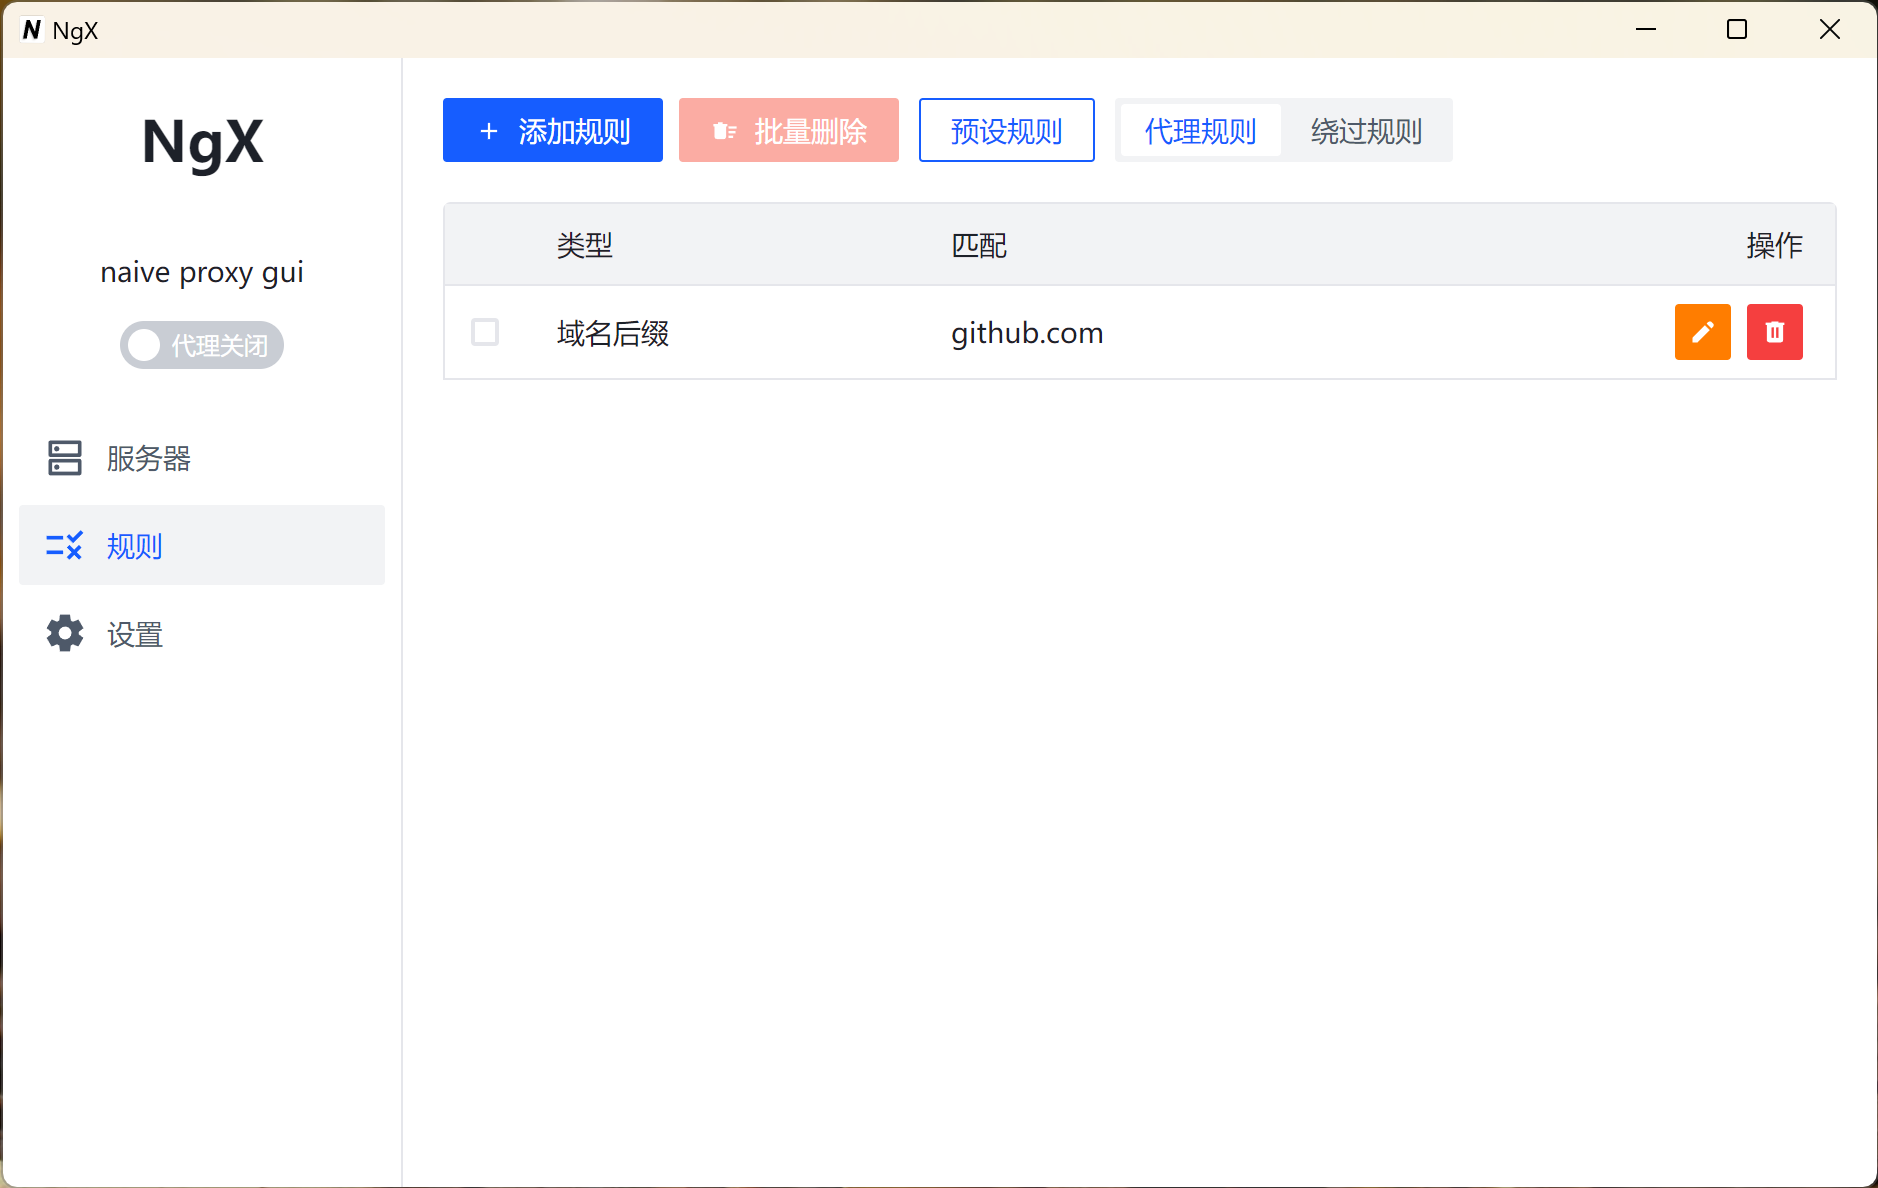 N NgX
NgX
naive proxy gui
代理关闭
服务器
规则
设置
+ 添加规则 批量删除 预设规则 代理规则 绕过规则
类型 匹配 操作
域名后缀 github.com